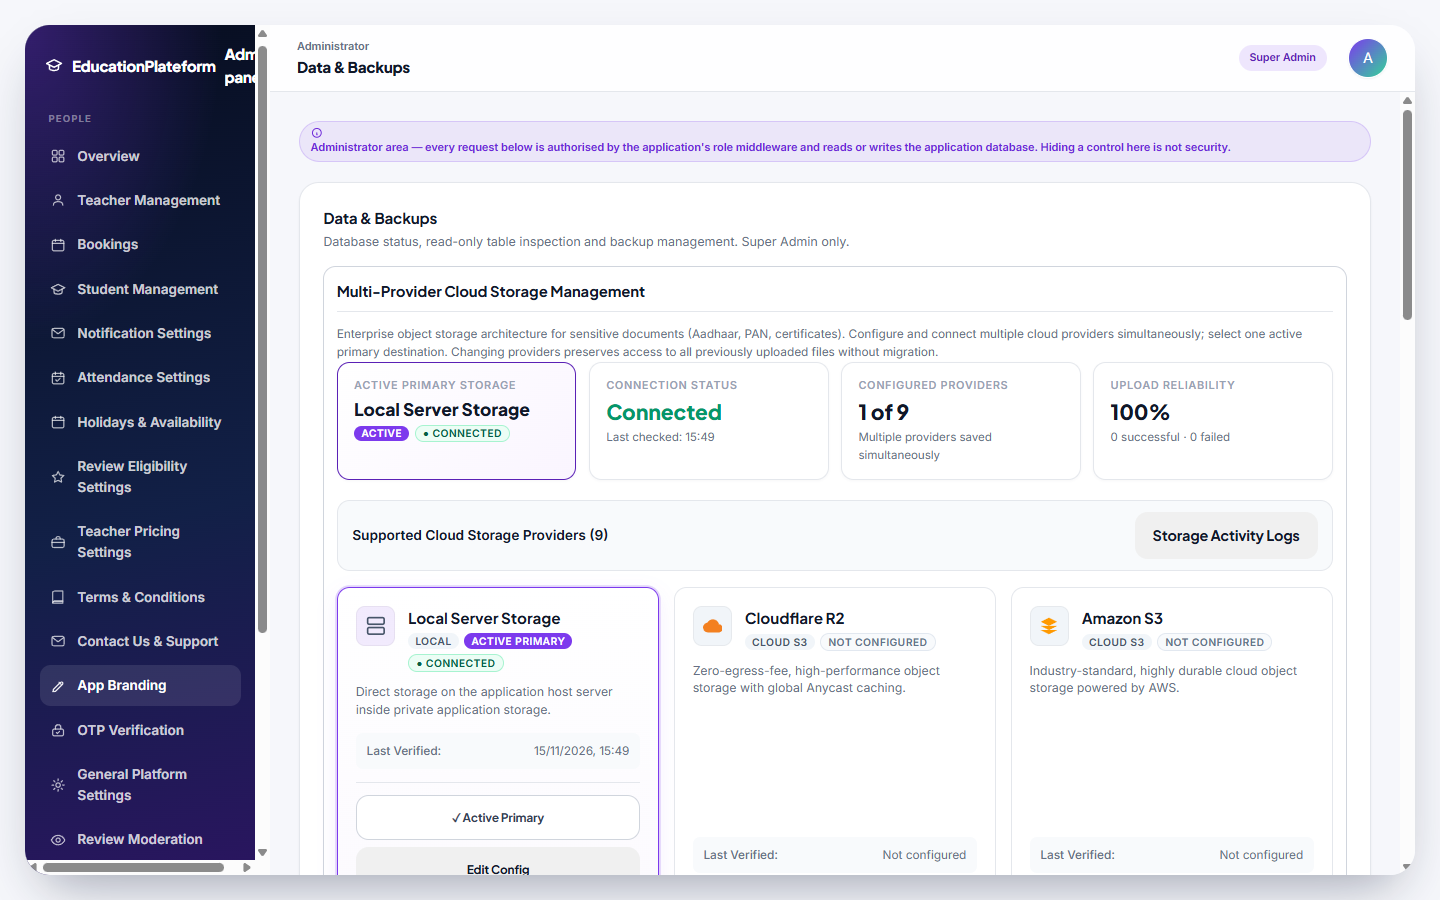 EducationPlateform
PEOPLE
Overview
Teacher Management
Bookings
Student Management
Notification Settings
Attendance Settings
Holidays & Availability
Review Eligibility
Settings
Teacher Pricing
Settings
Terms & Conditions
Contact Us & Support
App Branding
OTP Verification
General Platform
Settings
Review Moderation
Administrator
Data & Backups
Super Admin
A
Administrator area — every request below is authorised by the application's role middleware and reads or writes the application database. Hiding a control here is not security.
Data & Backups
Database status, read-only table inspection and backup management. Super Admin only.
Multi-Provider Cloud Storage Management
Enterprise object storage architecture for sensitive documents (Aadhaar, PAN, certificates). Configure and connect multiple cloud providers simultaneously; select one active
primary destination. Changing providers preserves access to all previously uploaded files without migration.
ACTIVE PRIMARY STORAGE
Local Server Storage
ACTIVE ● CONNECTED
CONNECTION STATUS
Connected
Last checked: 15:49
CONFIGURED PROVIDERS
1 of 9
Multiple providers saved
simultaneously
UPLOAD RELIABILITY
100%
0 successful · 0 failed
Supported Cloud Storage Providers (9)
Storage Activity Logs
Local Server Storage
LOCAL ACTIVE PRIMARY
● CONNECTED
Direct storage on the application host server
inside private application storage.
Last Verified: 15/11/2026, 15:49
✓ Active Primary
Edit Config
Cloudflare R2
CLOUD S3 NOT CONFIGURED
Zero-egress-fee, high-performance object
storage with global Anycast caching.
Last Verified: Not configured
Amazon S3
CLOUD S3 NOT CONFIGURED
Industry-standard, highly durable cloud object
storage powered by AWS.
Last Verified: Not configured